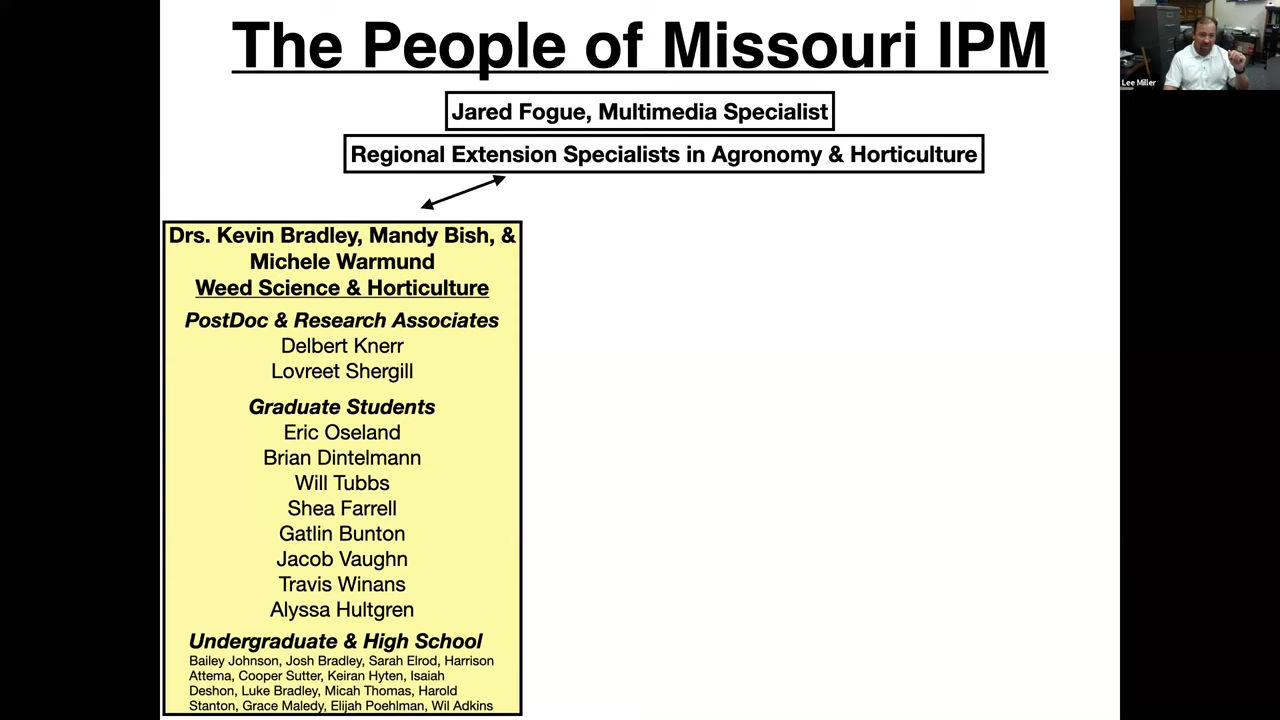 The People of Missouri IPM
Lee Miller
Jared Fogue, Multimedia Specialist
Regional Extension Specialists in Agronomy & Horticulture
Drs. Kevin Bradley, Mandy Bish, &
Michele Warmund
Weed Science & Horticulture
PostDoc & Research Associates
Delbert Knerr
Lovreet Shergill
Graduate Students
Eric Oseland
Brian Dintelmann
Will Tubbs
Shea Farrell
Gatlin Bunton
Jacob Vaughn
Travis Winans
Alyssa Hultgren
Undergraduate & High School
Bailey Johnson, Josh Bradley, Sarah Elrod, Harrison
Attema, Cooper Sutter, Keiran Hyten, Isaiah
Deshon, Luke Bradley, Micah Thomas, Harold
Stanton, Grace Maledy, Elijah Poehlman, Wil Adkins